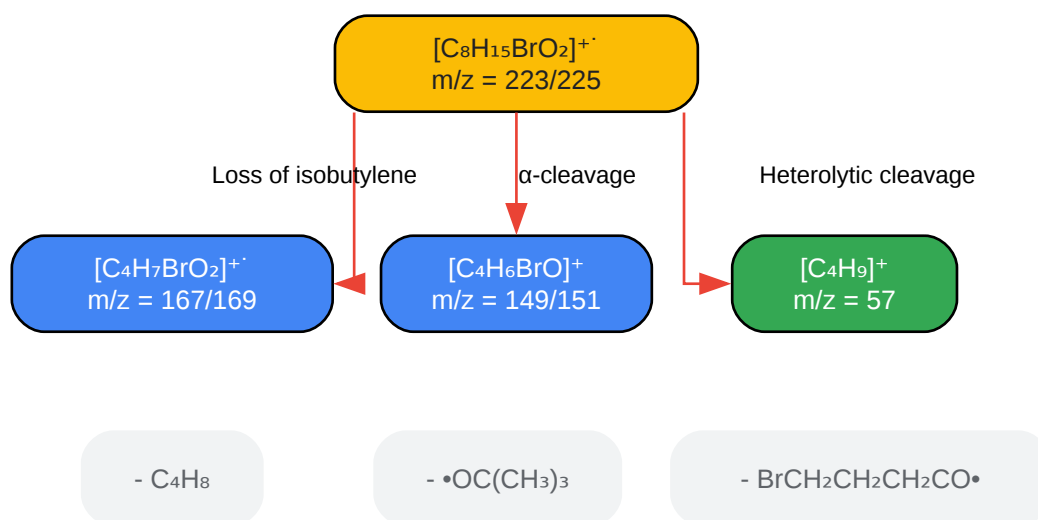 [C₈H₁₅BrO₂]⁺˙
m/z = 223/225
Loss of isobutylene
α-cleavage
Heterolytic cleavage
[C₄H₇BrO₂]⁺˙
m/z = 167/169
[C₄H₆BrO]⁺
m/z = 149/151
[C₄H₉]⁺
m/z = 57
- C₄H₈
- •OC(CH₃)₃
- BrCH₂CH₂CH₂CO•